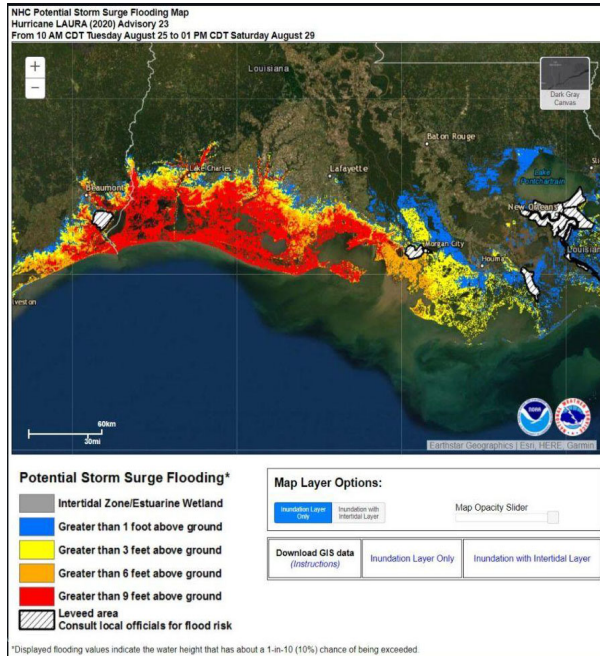 NHC Potential Storm Surge Flooding Map
Hurricane LAURA (2020) Advisory 23
From 10 AM CDT Tuesday August 25 to 01 PM CDT Saturday August 29
+
−
Louisiana
Dark Gray
Canvas
Baton Rouge
Lake Charles
Lafayette
Lake
Pontchartrain
Beaumont
New Orleans
Morgan City
Louisian
Houma
veston
60km
30mi
NOAA
Earthstar Geographics | Esri, HERE, Garmin
Potential Storm Surge Flooding*
Intertidal Zone/Estuarine Wetland
Greater than 1 foot above ground
Greater than 3 feet above ground
Greater than 6 feet above ground
Greater than 9 feet above ground
Leveed area
Consult local officials for flood risk
Map Layer Options:
Inundation Layer
Only
Inundation with
Intertidal Layer
Map Opacity Slider
Download GIS data
(Instructions)
Inundation Layer Only
Inundation with Intertidal Layer
*Displayed flooding values indicate the water height that has about a 1-in-10 (10%) chance of being exceeded.